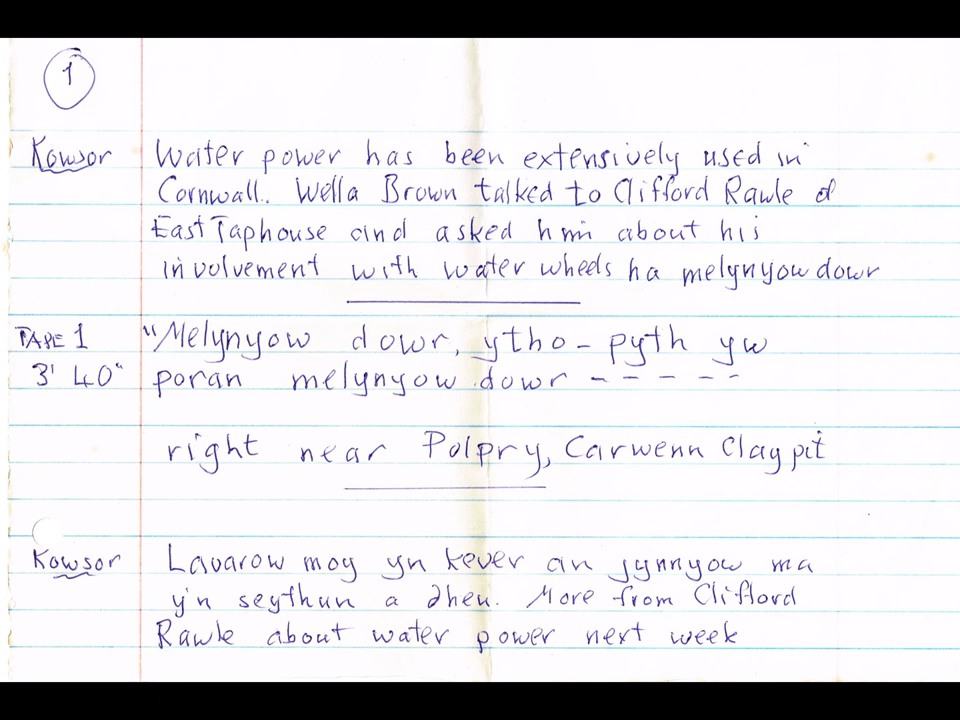 1
Kowsor Water power has been extensively used in
Cornwall. Wella Brown talked to Clifford Rawle of
East Taphouse and asked him about his
involvement with water wheels ha melynyow dowr
TAPE 1 "Melynyow dowr, ytho - pyth yw
3' 40" poran melynyow dowr - - - - -
right near Polpry, Carwenn Clay pit
Kowsor Lavarow moy yn kever an jynnyow ma
y'n seythun a dheu. More from Clifford
Rawle about water power next week